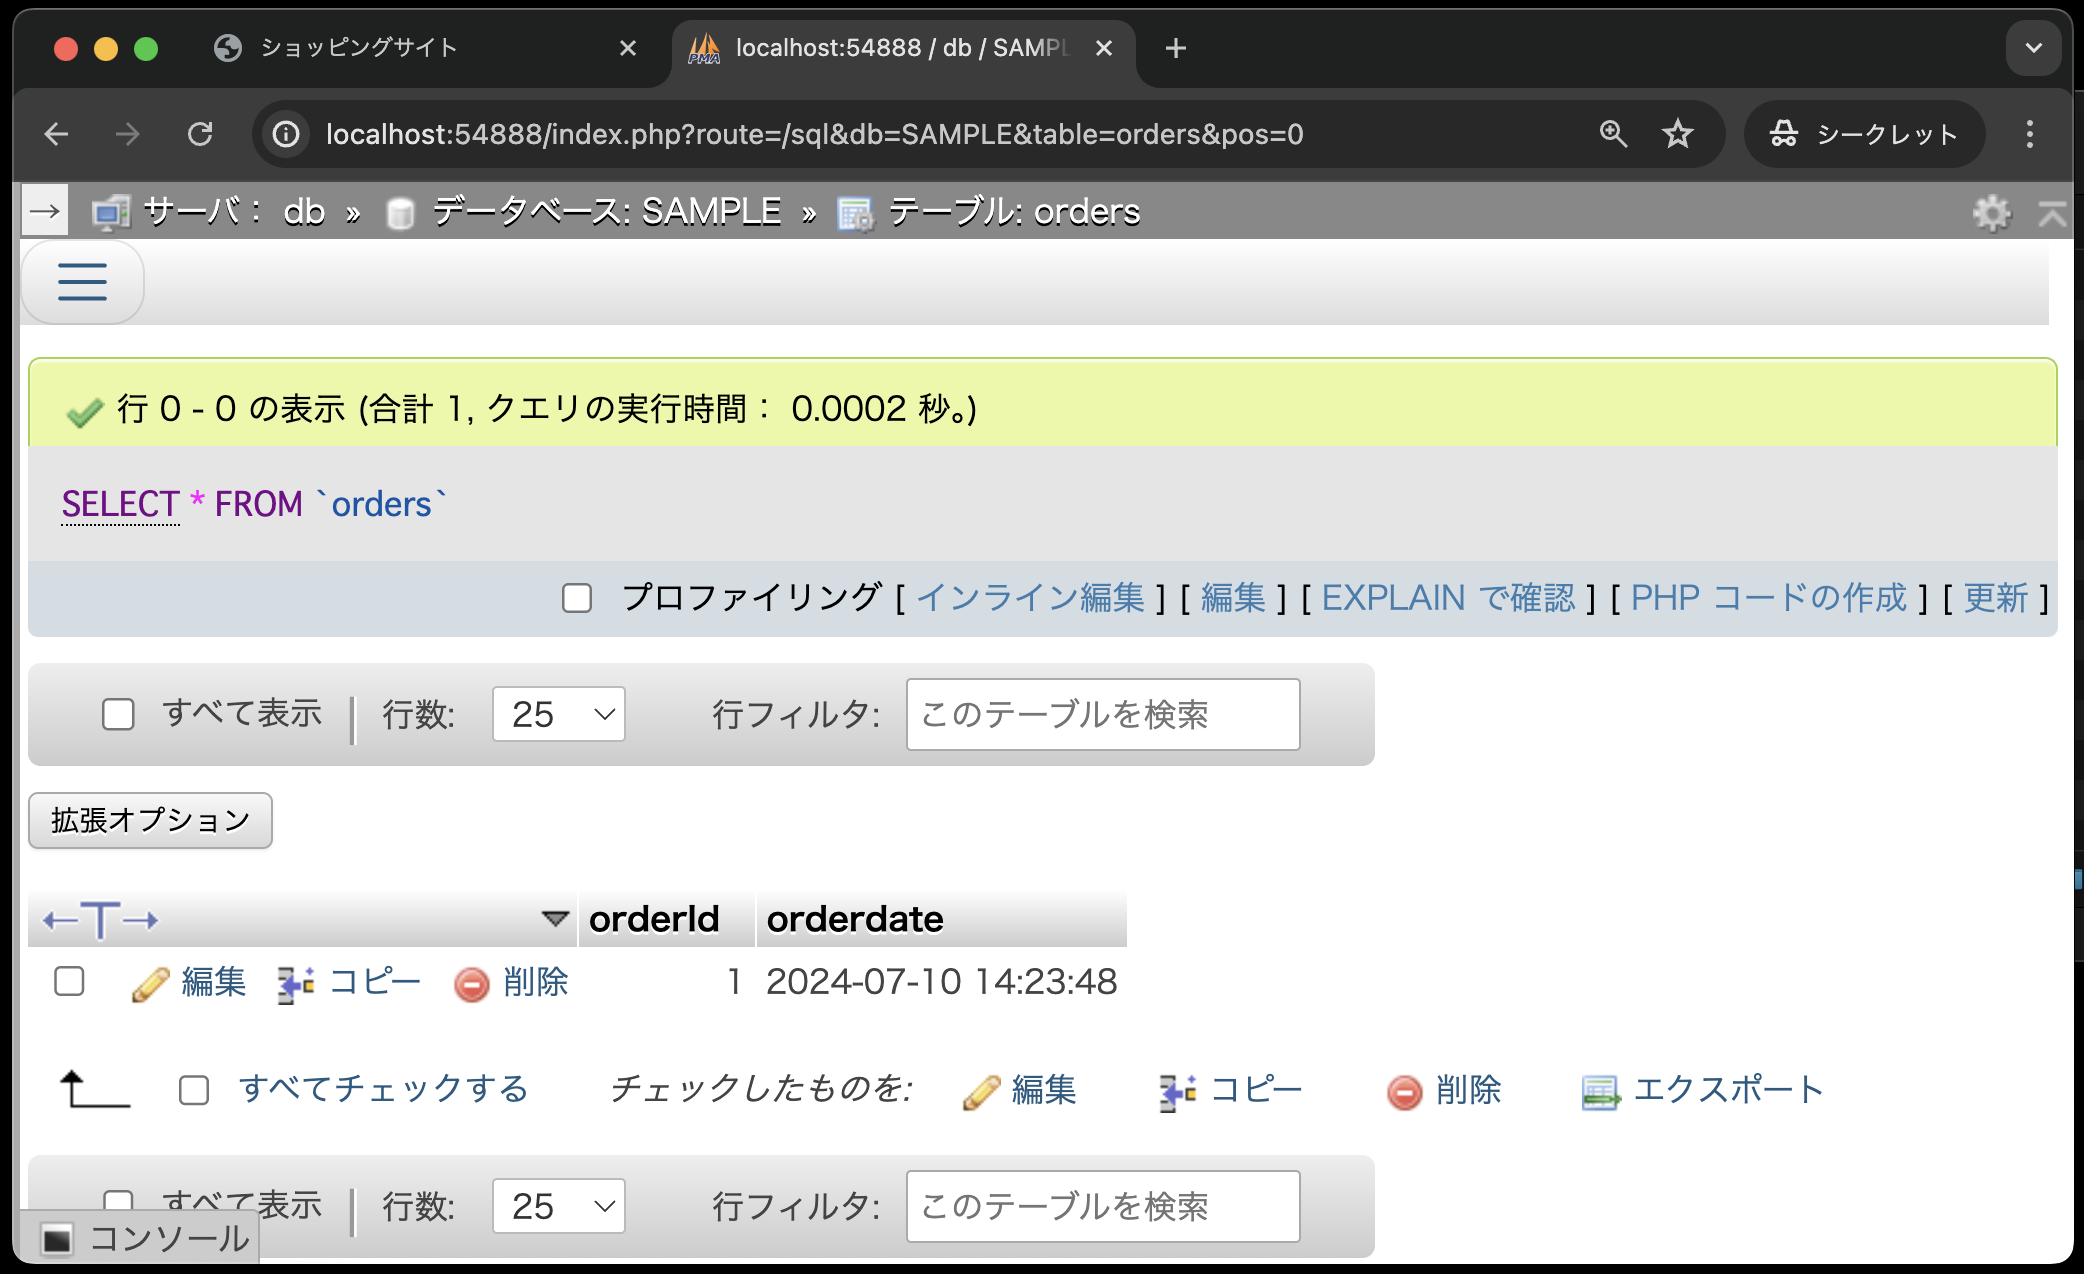 ショッピングサイト
localhost:54888 / db / SAMPL
localhost:54888/index.php?route=/sql&db=SAMPLE&table=orders&pos=0
シークレット
サーバ： db » データベース: SAMPLE » テーブル: orders
行 0 - 0 の表示 (合計 1, クエリの実行時間： 0.0002 秒。)
SELECT * FROM `orders`
プロファイリング [ インライン編集 ] [ 編集 ] [ EXPLAIN で確認 ] [ PHP コードの作成 ] [ 更新 ]
すべて表示 行数: 25 行フィルタ: このテーブルを検索
拡張オプション
←T→ orderId orderdate
編集 コピー 削除 1 2024-07-10 14:23:48
すべてチェックする チェックしたものを: 編集 コピー 削除 エクスポート
すべて表示 行数: 25 行フィルタ: このテーブルを検索
コンソール